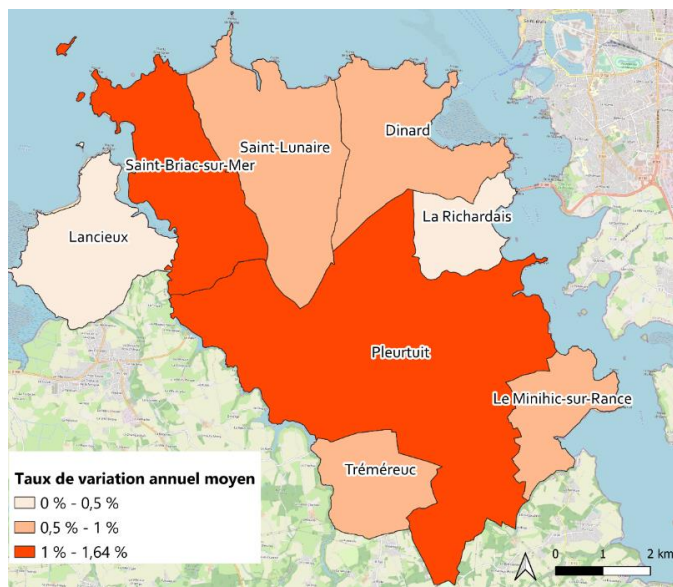 Saint-Lunaire
Dinard
Saint-Briac-sur-Mer
La Richardais
Lancieux
Pleurtuit
Le Minihic-sur-Rance
Tréméreuc
Taux de variation annuel moyen
0 % - 0,5 %
0,5 % - 1 %
1 % - 1,64 %
0 1 2 km